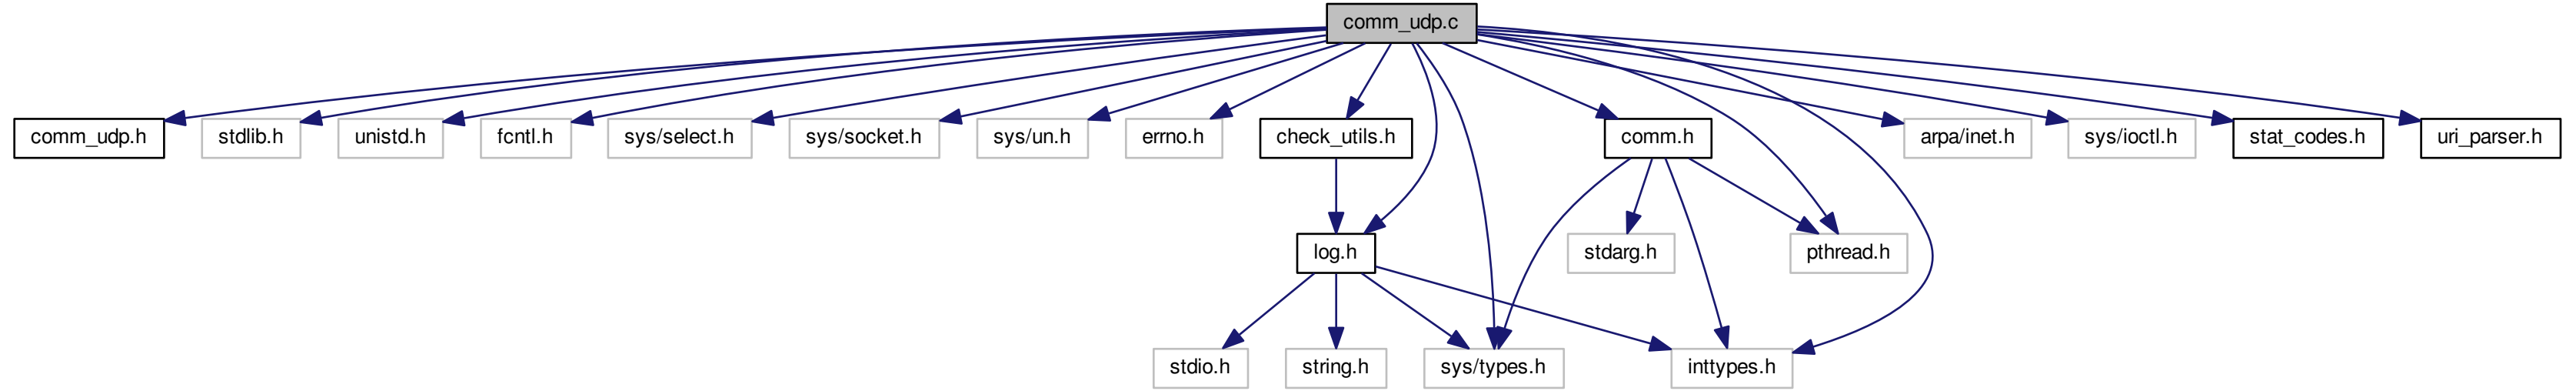 comm_udp.c
comm_udp.h
stdlib.h
unistd.h
fcntl.h
sys/select.h
sys/socket.h
sys/un.h
errno.h
check_utils.h
comm.h
arpa/inet.h
sys/ioctl.h
stat_codes.h
uri_parser.h
log.h
stdarg.h
pthread.h
stdio.h
string.h
sys/types.h
inttypes.h